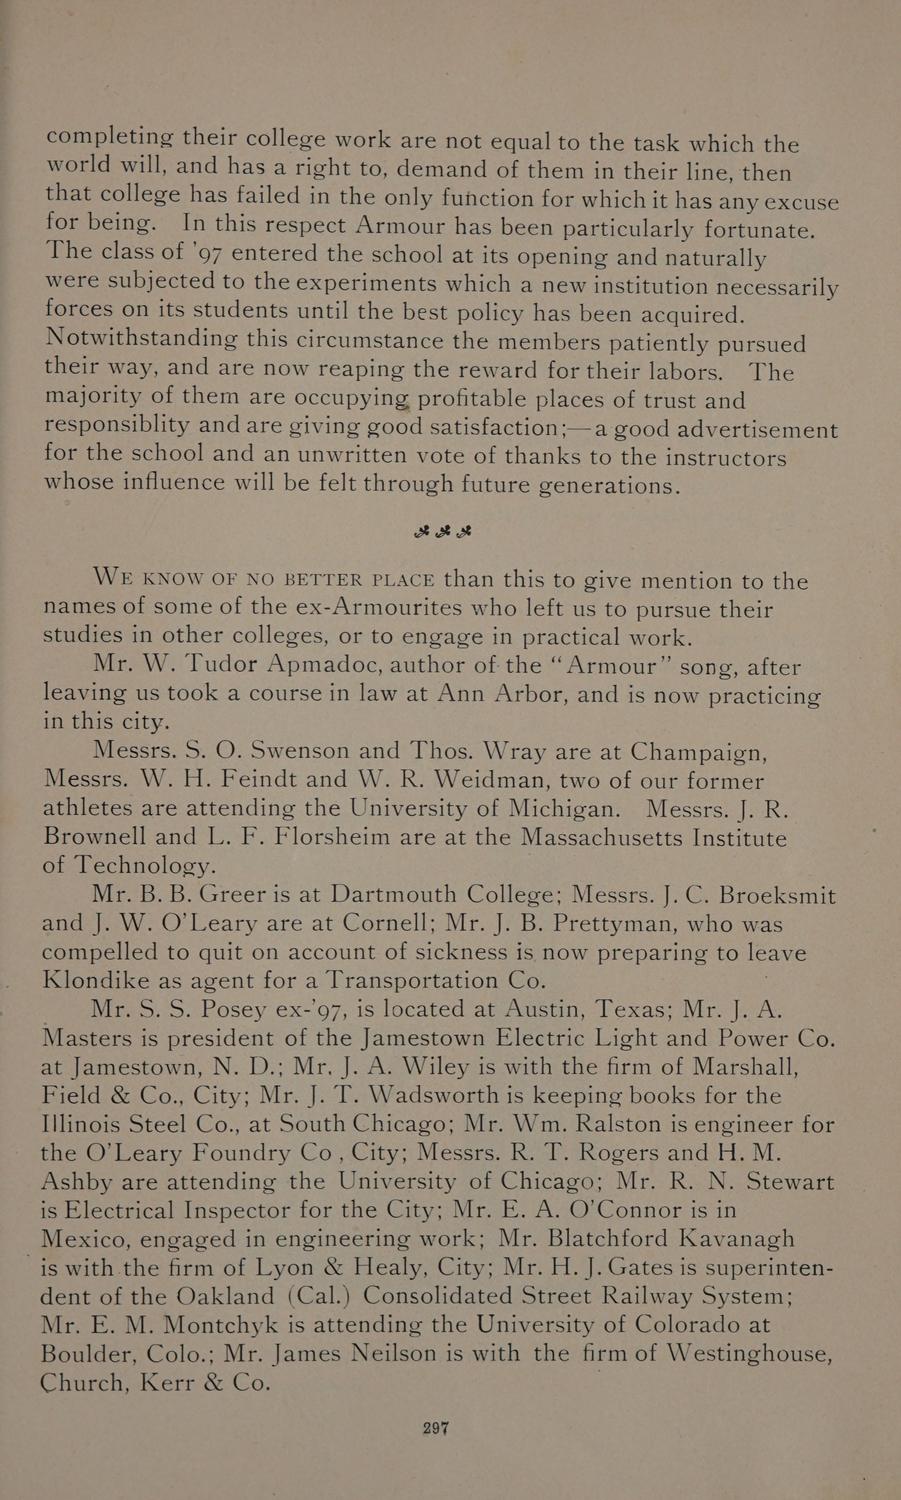 completing their college work are not equal to the task which the
world will, and has a right to, demand of them in their line, then
that college has failed in the only function for which it has any excuse
for being. In this respect Armour has been particularly fortunate.
The class of '97 entered the school at its opening and naturally
were subjected to the experiments which a new institution necessarily
forces on its students until the best policy has been acquired.
Notwithstanding this circumstance the members patiently pursued
their way, and are now reaping the reward for their labors. The
majority of them are occupying profitable places of trust and
responsiblity and are giving good satisfaction;—a good advertisement
for the school and an unwritten vote of thanks to the instructors
whose influence will be felt through future generations.
WE KNOW OF NO BETTER PLACE than this to give mention to the
names of some of the ex-Armourites who left us to pursue their
studies in other colleges, or to engage in practical work.
Mr. W. Tudor Apmadoc, author of the “Armour” song, after
leaving us took a course in law at Ann Arbor, and is now practicing
in this city.
Messrs. S. O. Swenson and Thos. Wray are at Champaign,
Messrs. W. H. Feindt and W. R. Weidman, two of our former
athletes are attending the University of Michigan. Messrs. J. R.
Brownell and L. F. Florsheim are at the Massachusetts Institute
of Technology.
Mr. B. B. Greer is at Dartmouth College; Messrs. J. C. Broeksmit
and J. W. O'Leary are at Cornell; Mr. J. B. Prettyman, who was
compelled to quit on account of sickness is now preparing to leave
Klondike as agent for a Transportation Co.
Mr. S. S. Posey ex-'97, is located at Austin, Texas; Mr. J. A.
Masters is president of the Jamestown Electric Light and Power Co.
at Jamestown, N. D.; Mr. J. A. Wiley is with the firm of Marshall,
Field & Co., City; Mr. J. T. Wadsworth is keeping books for the
Illinois Steel Co., at South Chicago; Mr. Wm. Ralston is engineer for
the O'Leary Foundry Co, City; Messrs. R. T. Rogers and H. M.
Ashby are attending the University of Chicago; Mr. R. N. Stewart
is Electrical Inspector for the City; Mr. E. A. O'Connor is in
Mexico, engaged in engineering work; Mr. Blatchford Kavanagh
is with the firm of Lyon & Healy, City; Mr. H. J. Gates is superinten-
dent of the Oakland (Cal.) Consolidated Street Railway System;
Mr. E. M. Montchyk is attending the University of Colorado at
Boulder, Colo.; Mr. James Neilson is with the firm of Westinghouse,
Church, Kerr & Co.
297